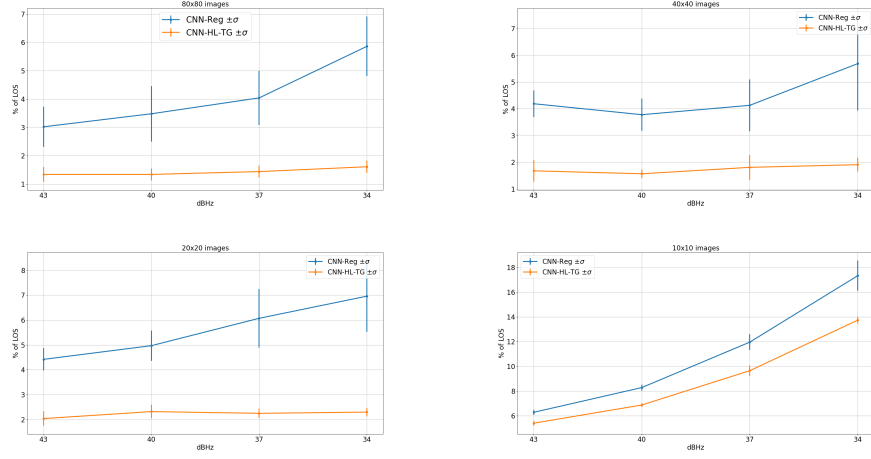 80x80 images
CNN-Reg ±σ
CNN-HL-TG ±σ
% of LOS
7
6
5
4
3
2
1
43
40
37
34
dBHz
40x40 images
CNN-Reg ±σ
CNN-HL-TG ±σ
% of LOS
7
6
5
4
3
2
1
43
40
37
34
dBHz
20x20 images
CNN-Reg ±σ
CNN-HL-TG ±σ
% of LOS
8
7
6
5
4
3
2
43
40
37
34
dBHz
10x10 images
CNN-Reg ±σ
CNN-HL-TG ±σ
% of LOS
18
16
14
12
10
8
6
43
40
37
34
dBHz